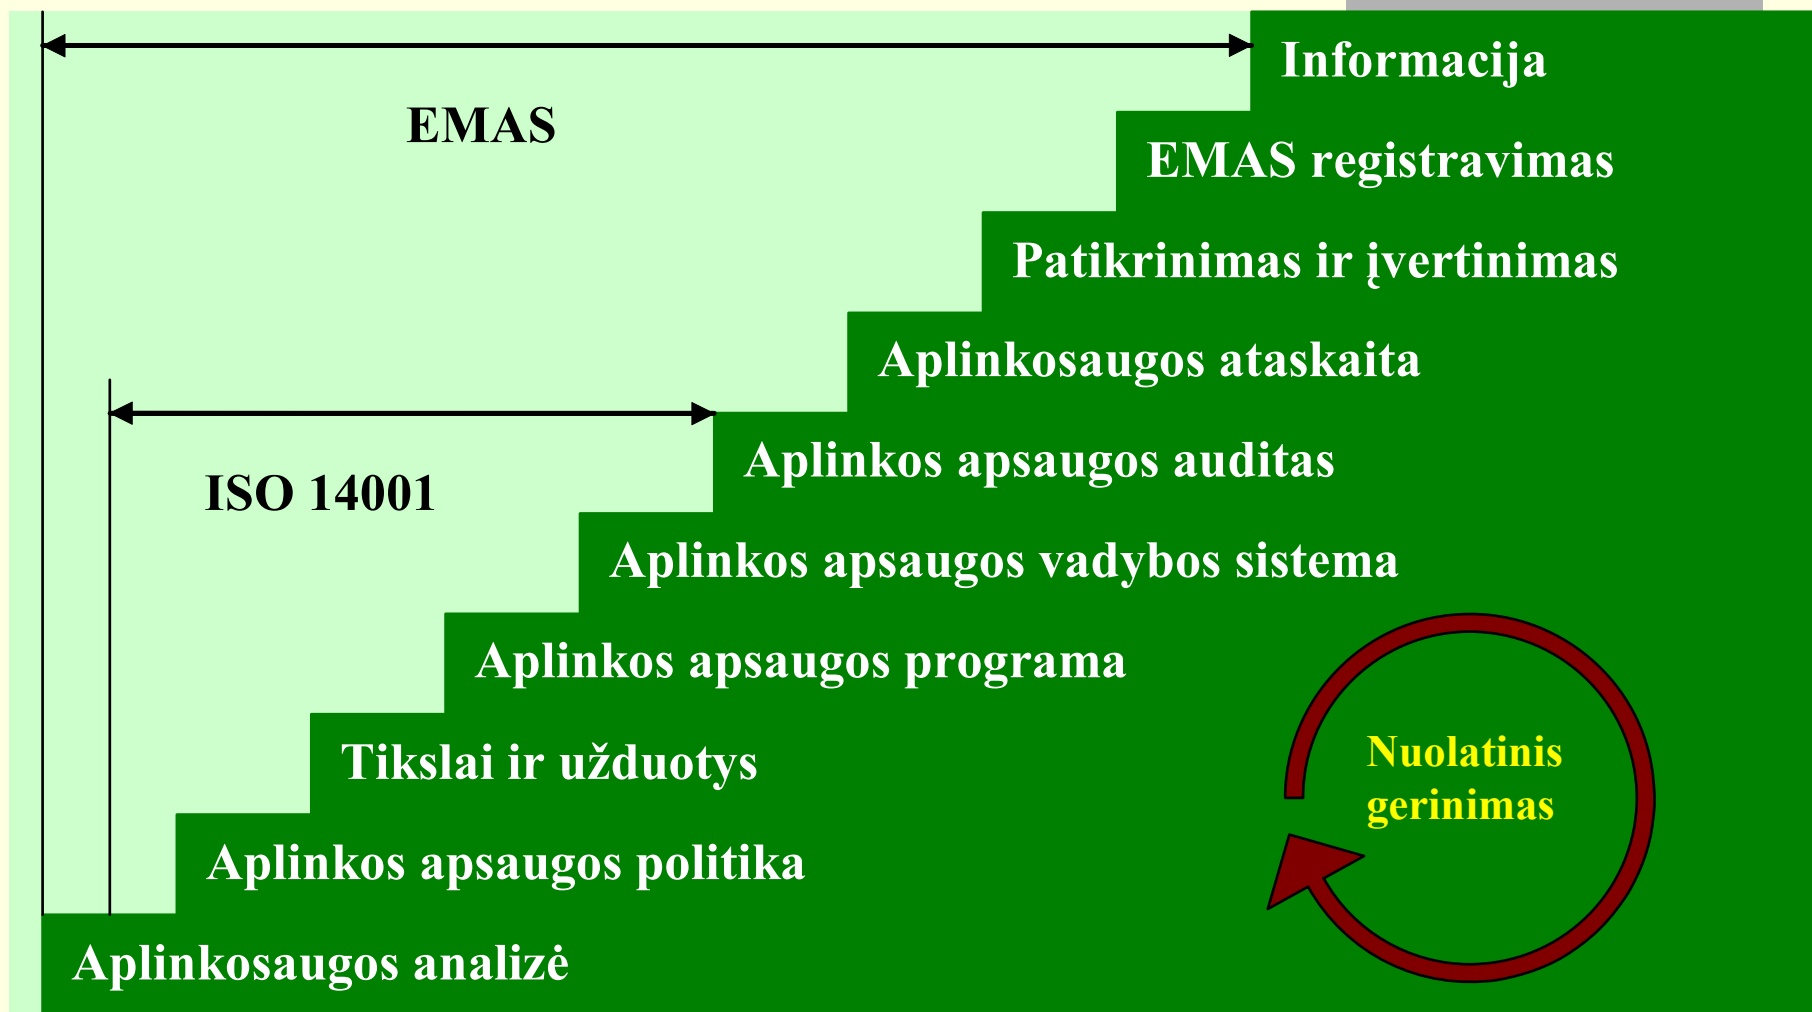 Informacija
EMAS
EMAS registravimas
Patikrinimas ir įvertinimas
Aplinkosaugos ataskaita
Aplinkos apsaugos auditas
ISO 14001
Aplinkos apsaugos vadybos sistema
Aplinkos apsaugos programa
Tikslai ir užduotys
Nuolatinis
gerinimas
Aplinkos apsaugos politika
Aplinkosaugos analizė